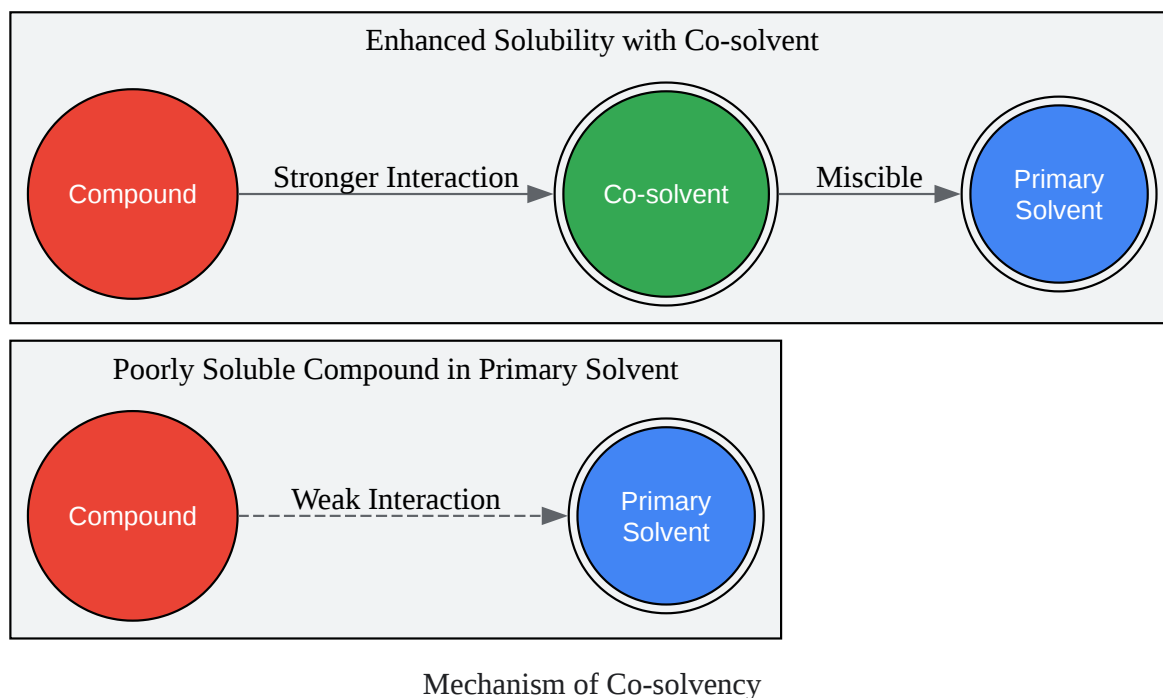 Enhanced Solubility with Co-solvent
Compound
Stronger Interaction
Co-solvent
Miscible
Primary
Solvent
Poorly Soluble Compound in Primary Solvent
Compound
Weak Interaction
Primary
Solvent
Mechanism of Co-solvency